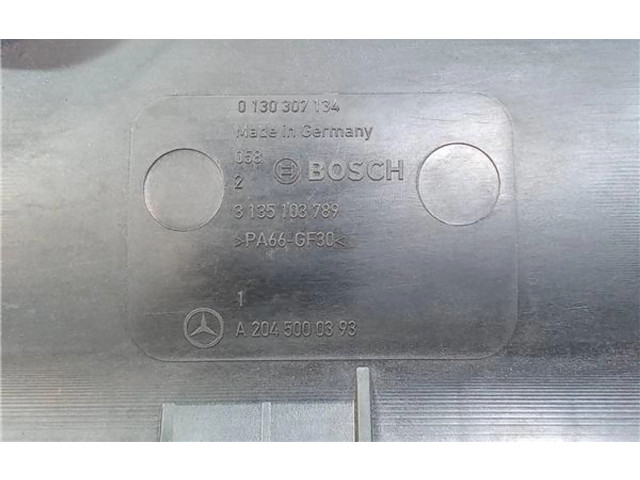 0 130 307 134
Made in Germany
058
2 BOSCH
3 135 103 789
>PA66-GF30<
1
A 204 500 03 93